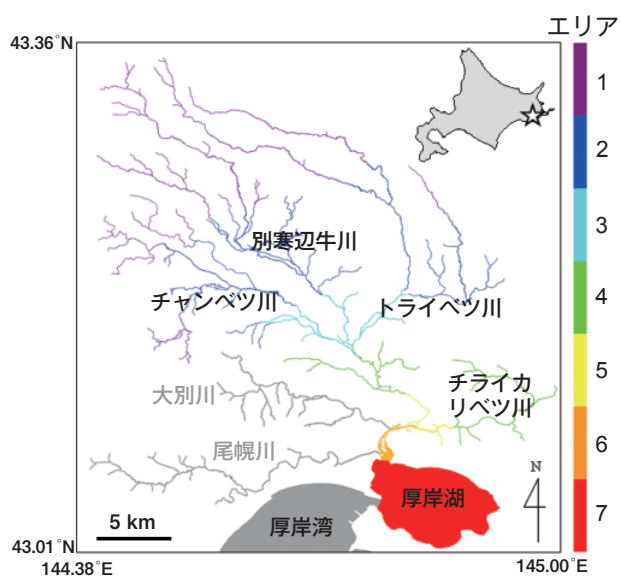 エリア
43.36°N
1
2
3
4
5
6
7
別寒辺牛川
チャンベツ川
トライベツ川
チライカ
リベツ川
大別川
尾幌川
厚岸湖
厚岸湾
N
5 km
43.01°N
144.38°E
145.00°E